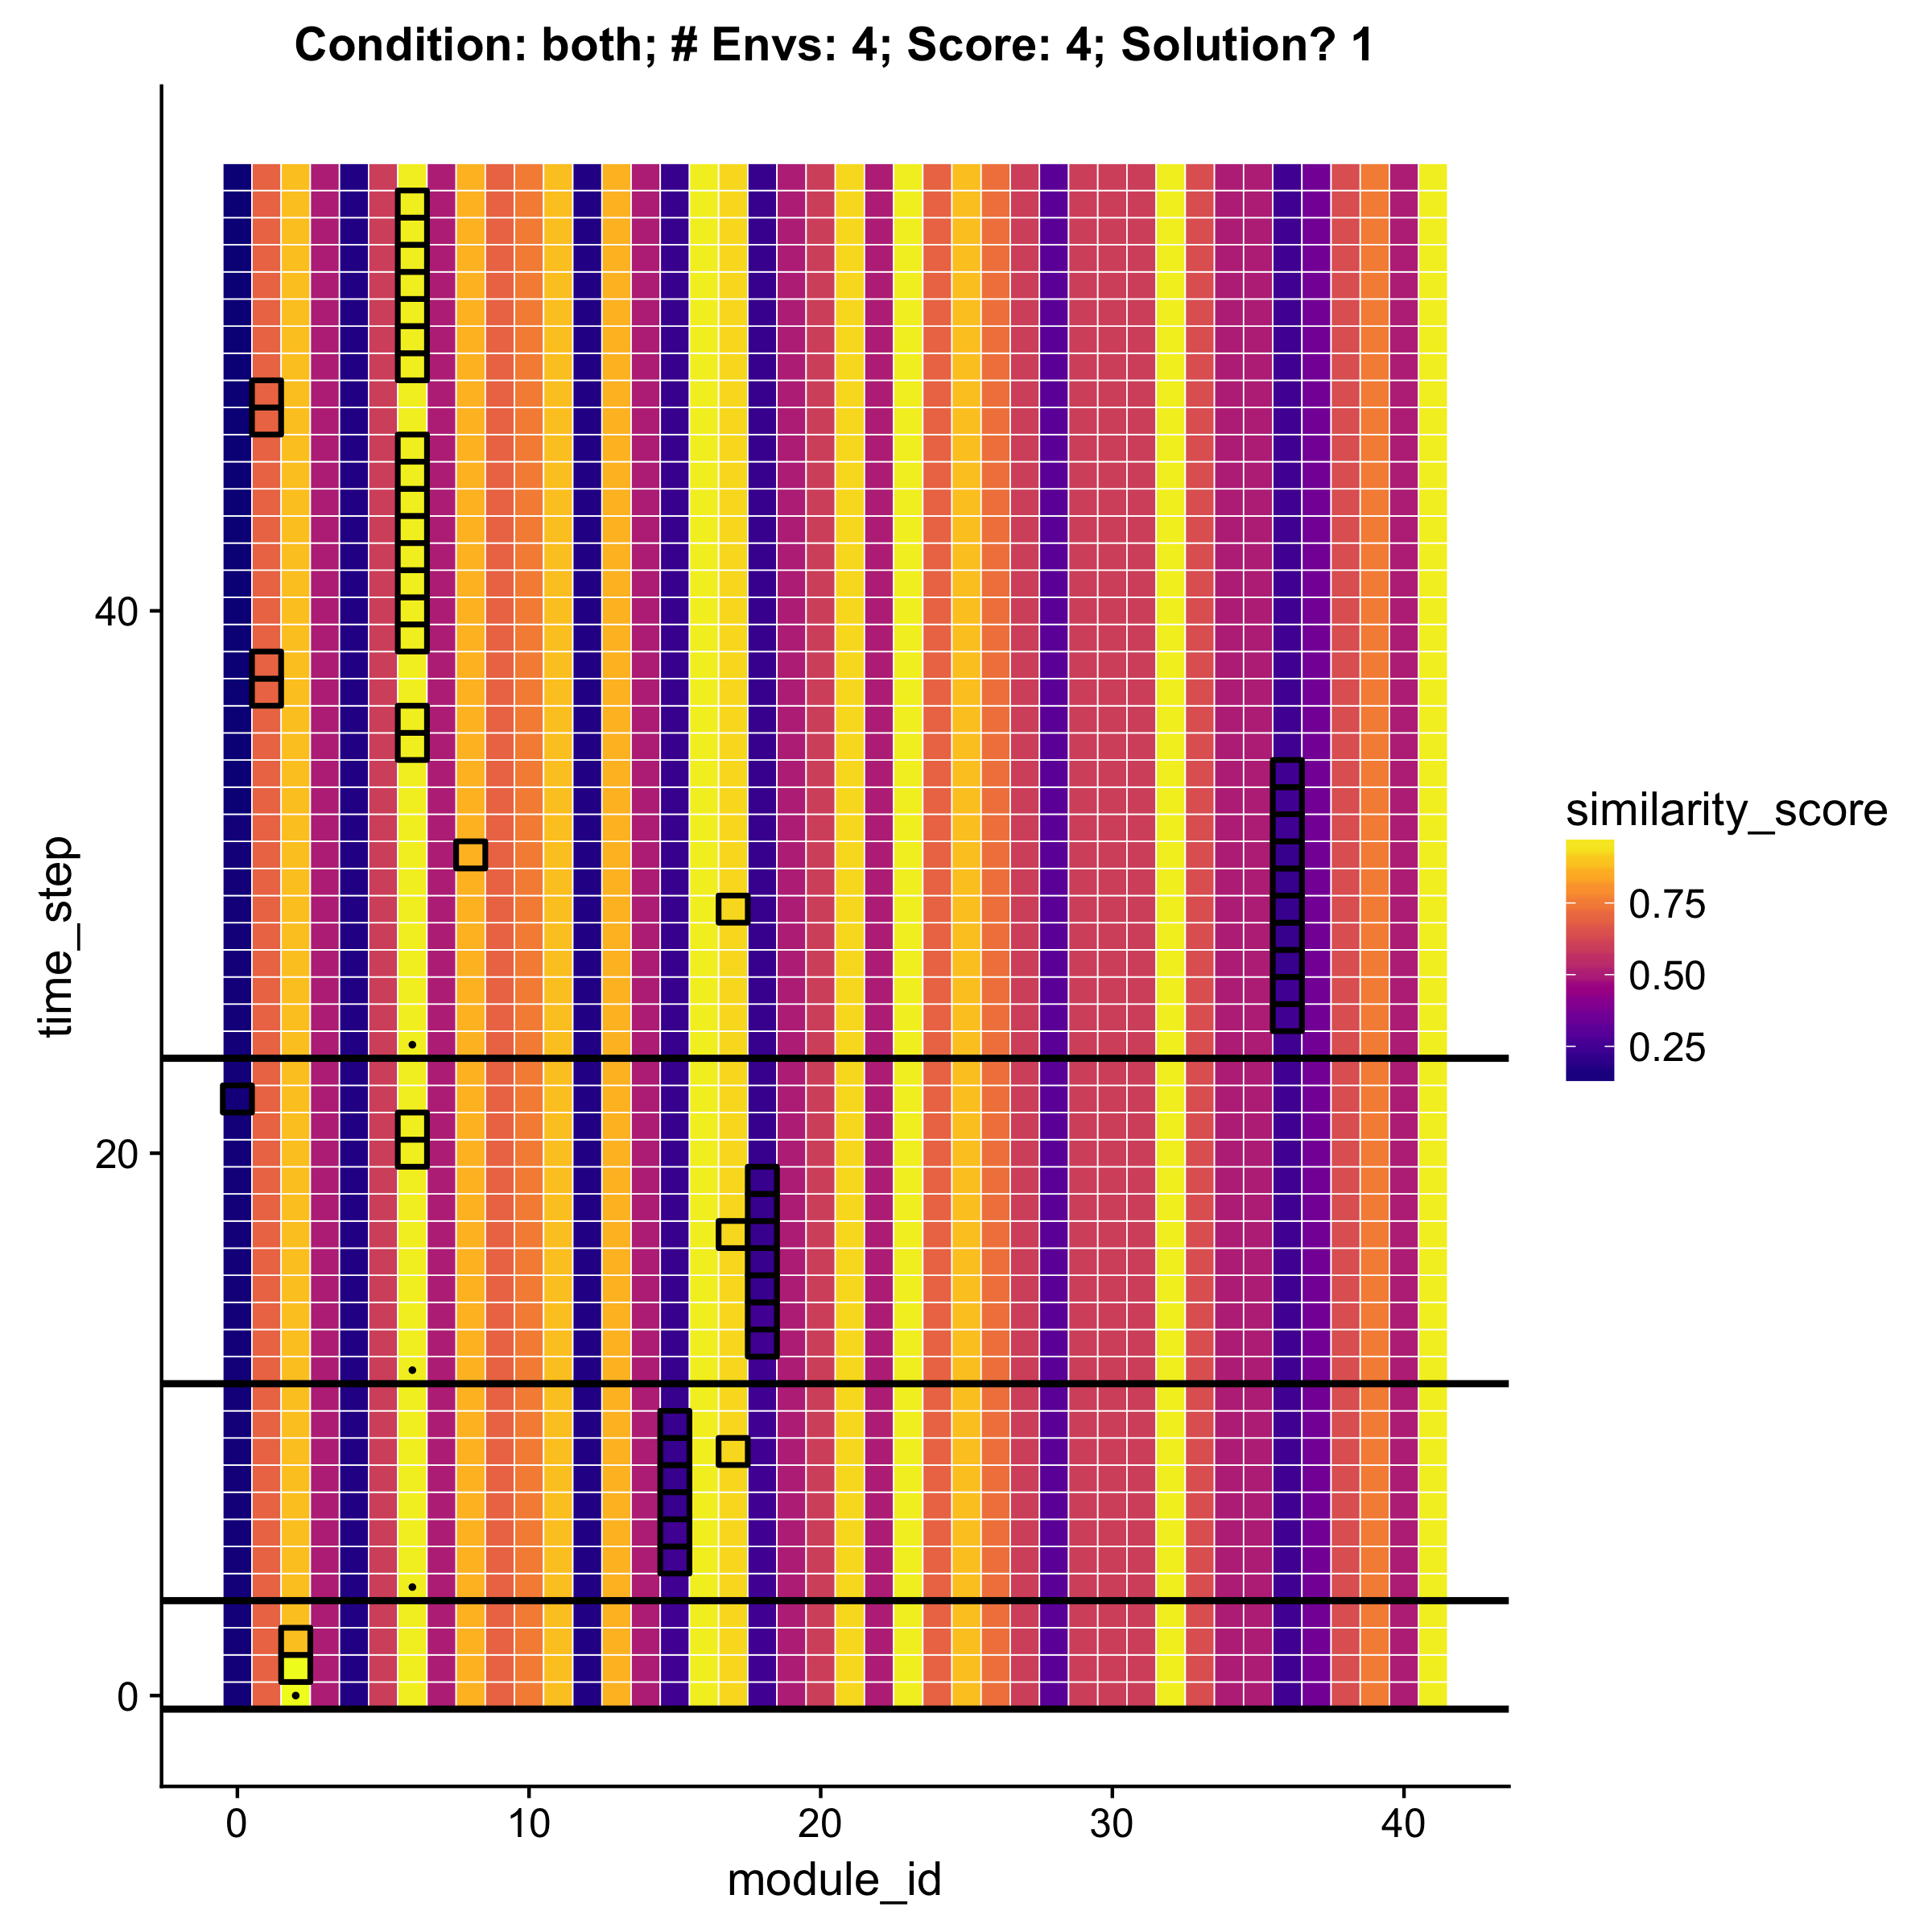 Condition: both; # Envs: 4; Score: 4; Solution? 1
time_step
40
20
0
0 10 20 30 40
module_id
similarity_score
0.75
0.50
0.25